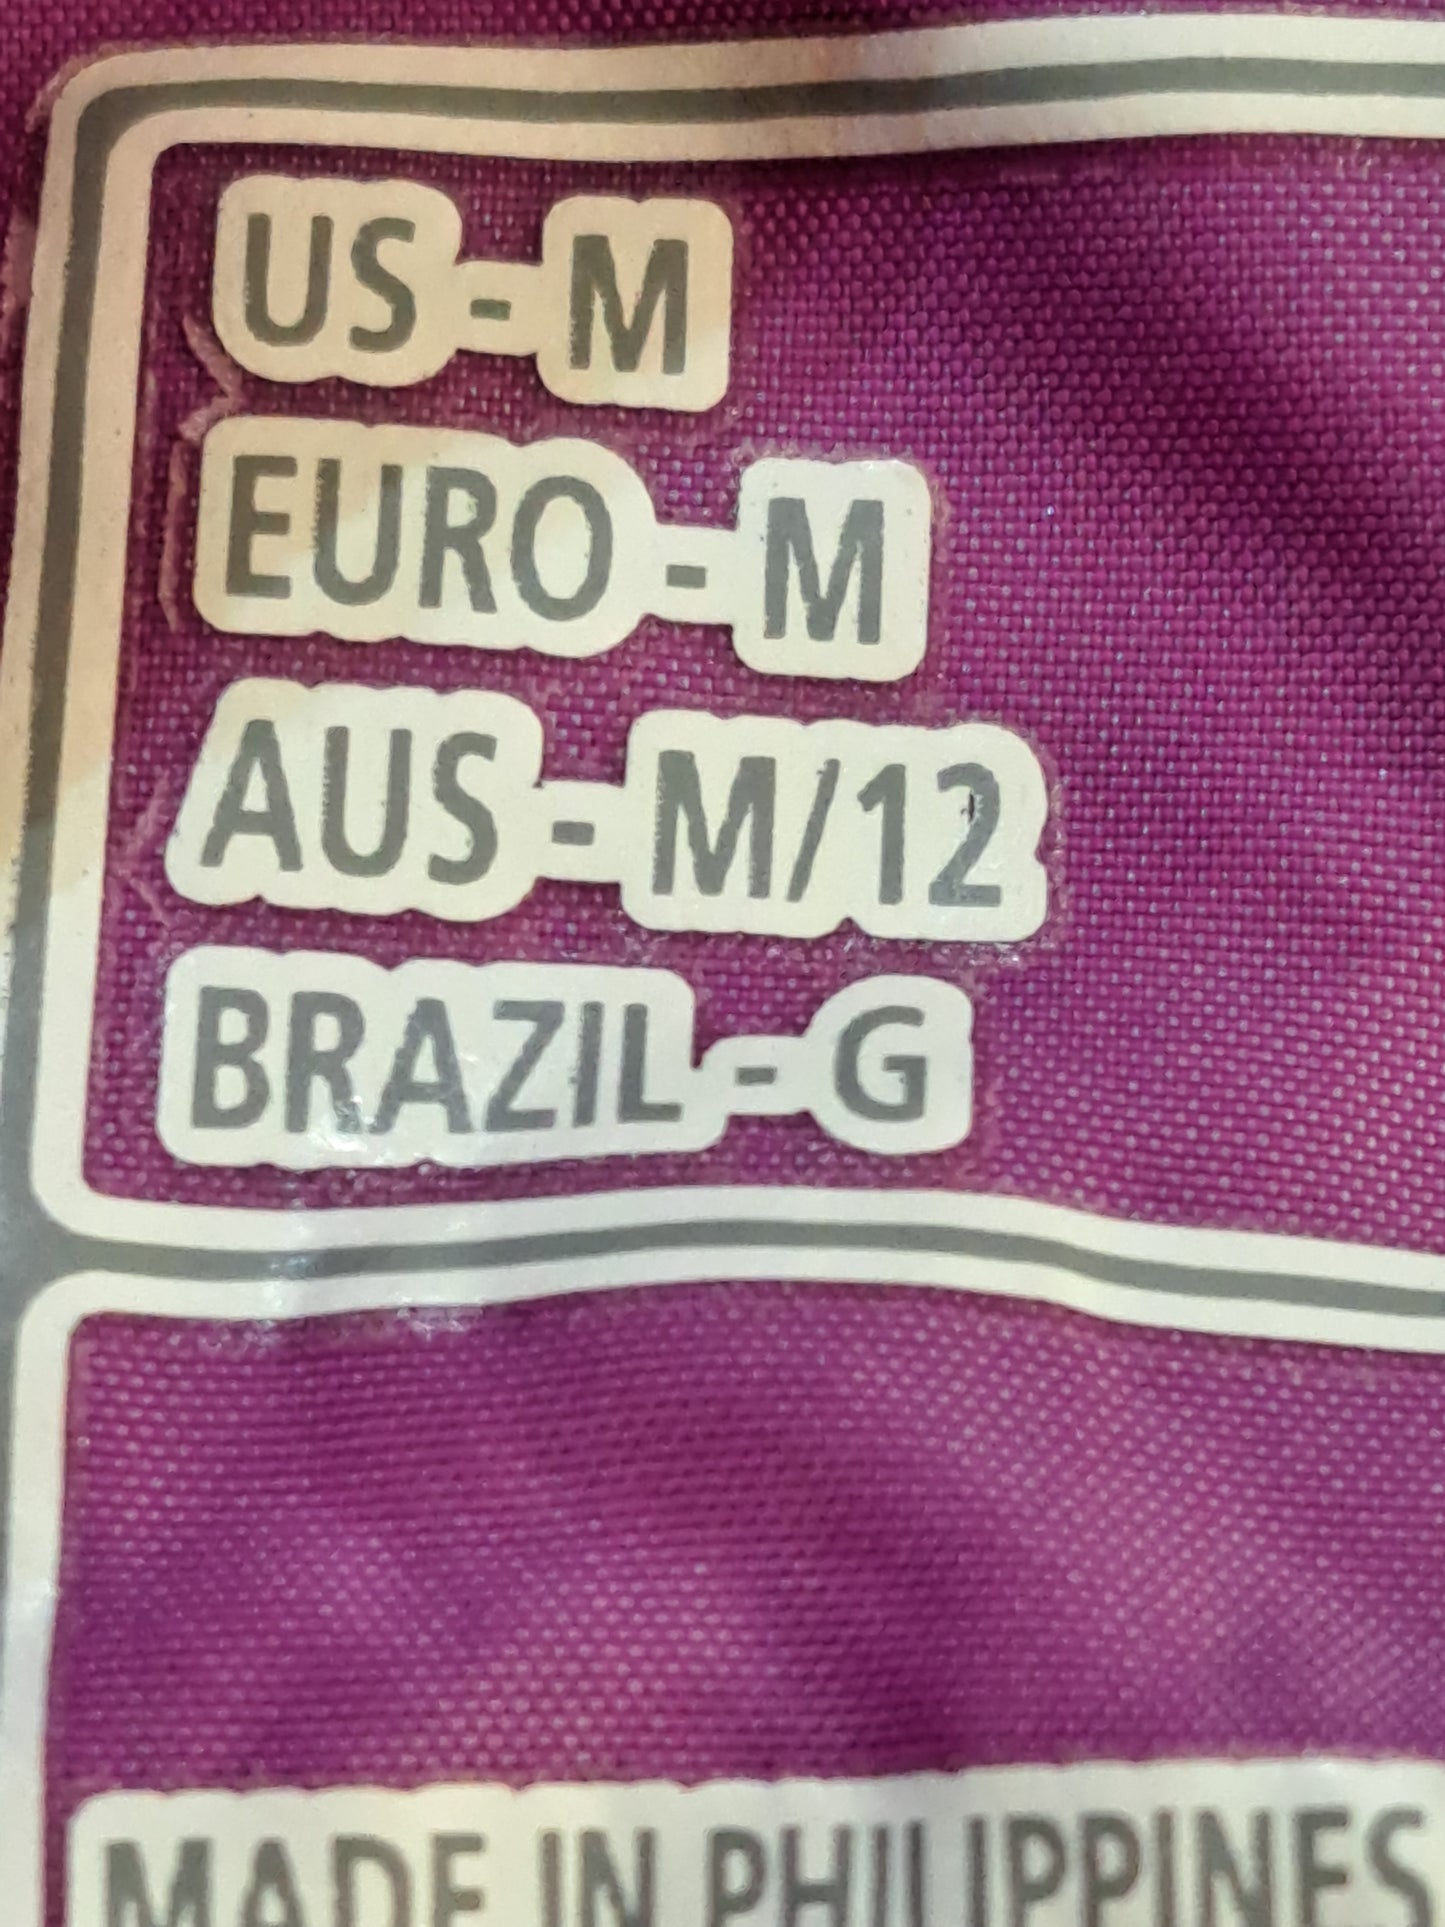 US - M
EURO - M
AUS - M/12
BRAZIL - G
MADE IN PHILIPPINES